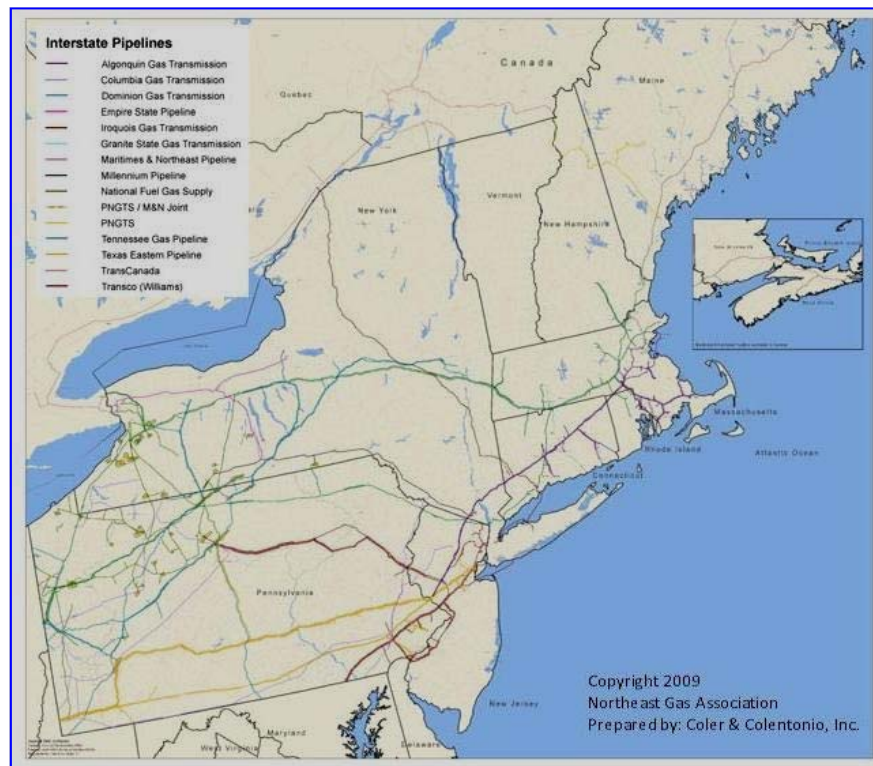 Interstate Pipelines
Algonquin Gas Transmission
Columbia Gas Transmission
Dominion Gas Transmission
Empire State Pipeline
Iroquois Gas Transmission
Granite State Gas Transmission
Maritimes & Northeast Pipeline
Millennium Pipeline
National Fuel Gas Supply
PNGTS / M&N Joint
PNGTS
Tennessee Gas Pipeline
Texas Eastern Pipeline
TransCanada
Transco (Williams)
Canada
Quebec
Maine
New York
Vermont
New Hampshire
Massachusetts
Rhode Island
Atlantic Ocean
Connecticut
Pennsylvania
New Jersey
Maryland
West Virginia
Delaware
Copyright 2009
Northeast Gas Association
Prepared by: Coler & Colentonio, Inc.